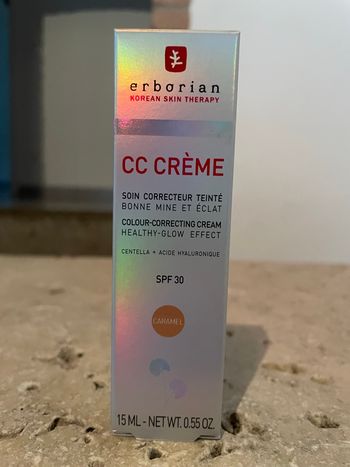 erborian
KOREAN SKIN THERAPY
CC CRÈME
SOIN CORRECTEUR TEINTÉ
BONNE MINE ET ÉCLAT
COLOUR-CORRECTING CREAM
HEALTHY-GLOW EFFECT
CENTELLA + ACIDE HYALURONIQUE
SPF 30
CARAMEL
15 ML - NET WT. 0.55 OZ.